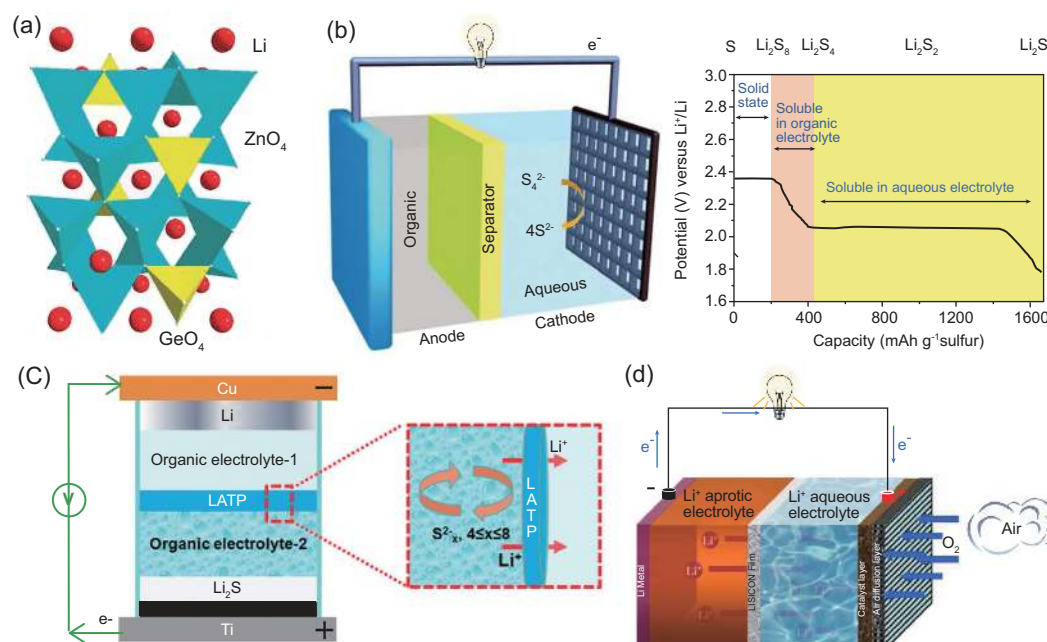 (a)
Li
ZnO4
GeO4
(b)
e-
Organic
Separator
S4 2-
4S2-
Aqueous
Anode
Cathode
S
Li2S8
Li2S4
Li2S2
Li2S
Potential (V) versus Li+/Li
3.0
2.8
2.6
2.4
2.2
2.0
1.8
1.6
Solid
state
Soluble
in organic
electrolyte
Soluble in aqueous electrolyte
0
400
800
1200
1600
Capacity (mAh g-1sulfur)
(C)
Cu
−
Li
Organic electrolyte-1
V
LATP
Organic electrolyte-2
Li2S
e-
Ti
+
Li+
LATP
S2-x, 4≤x≤8
Li+
(d)
e-
e-
-
+
Li+ aprotic
electrolyte
Li+ aqueous
electrolyte
Air
O2
Li Metal
Li+
Li+
Li+
LISICON Film
Catalyst layer
Air diffusion layer